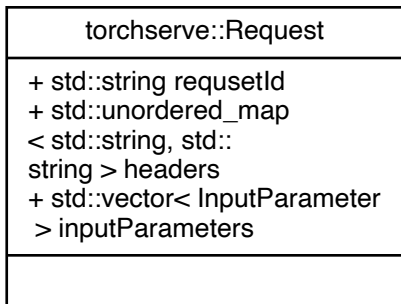 torchserve::Request
+ std::string requsetId
+ std::unordered_map
< std::string, std::
string > headers
+ std::vector< InputParameter
> inputParameters